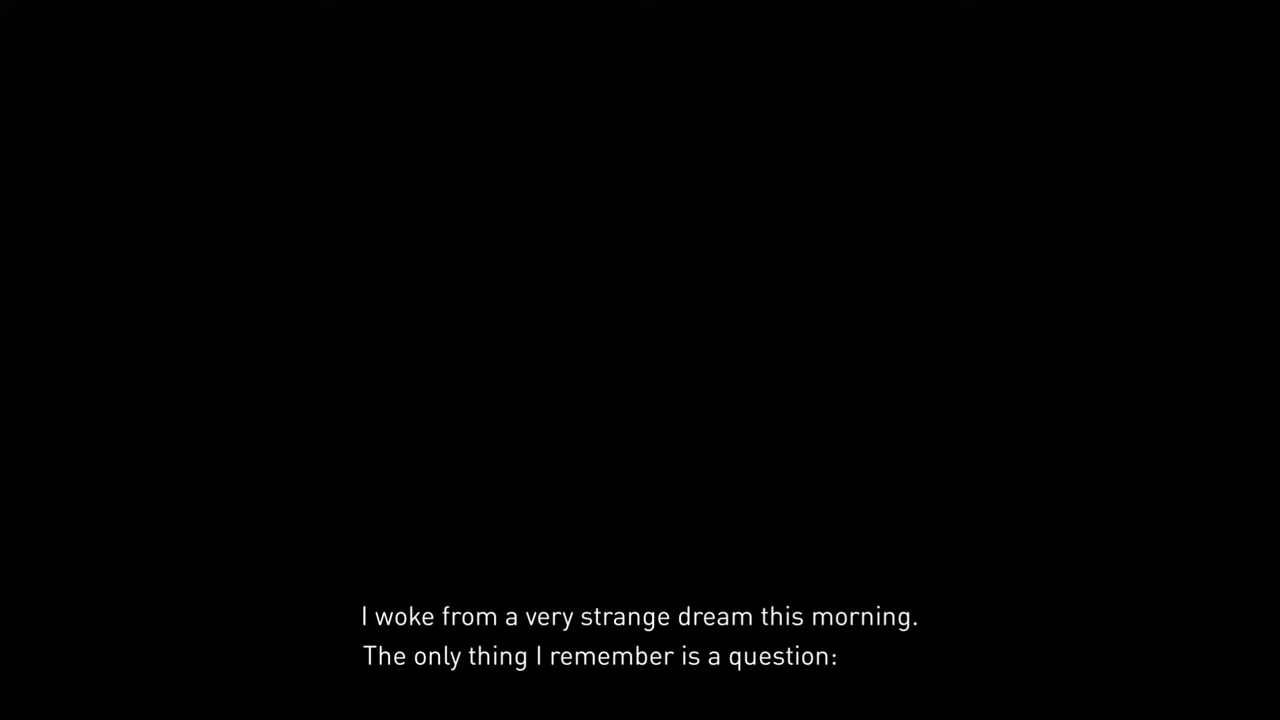 I woke from a very strange dream this morning.
The only thing I remember is a question: